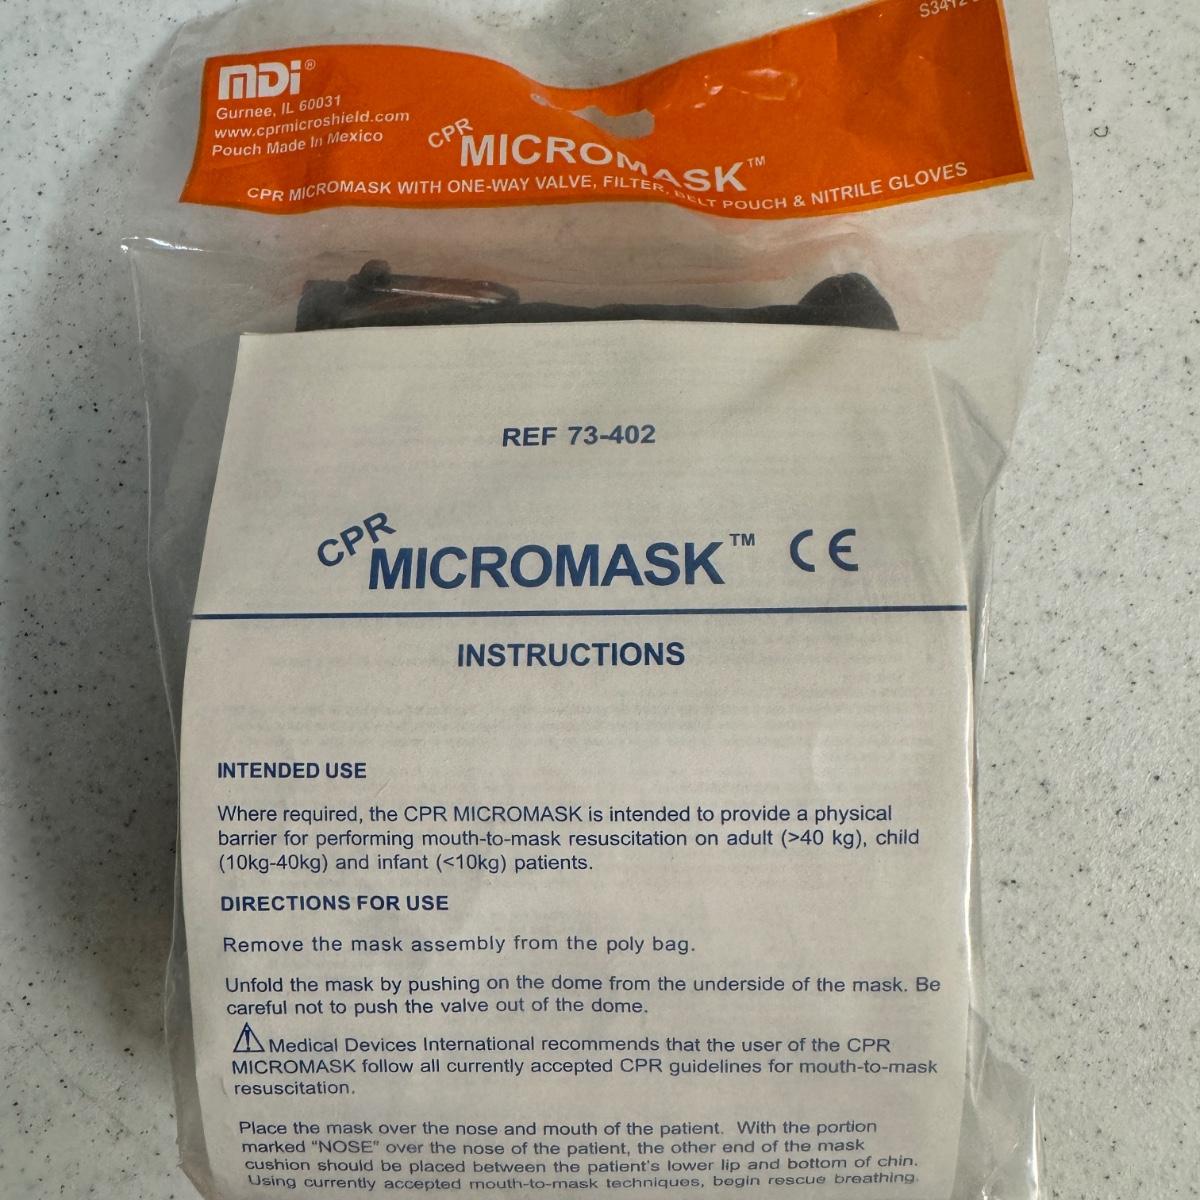 MDi®
Gurnee, IL 60031
www.cprmicroshield.com
Pouch Made In Mexico
CPR
MICROMASK™
CPR MICROMASK WITH ONE-WAY VALVE, FILTER, BELT POUCH & NITRILE GLOVES
REF 73-402
CPR
MICROMASK™ CE
INSTRUCTIONS
INTENDED USE
Where required, the CPR MICROMASK is intended to provide a physical
barrier for performing mouth-to-mask resuscitation on adult (>40 kg), child
(10kg-40kg) and infant (<10kg) patients.
DIRECTIONS FOR USE
Remove the mask assembly from the poly bag.
Unfold the mask by pushing on the dome from the underside of the mask. Be
careful not to push the valve out of the dome.
Medical Devices International recommends that the user of the CPR
MICROMASK follow all currently accepted CPR guidelines for mouth-to-mask
resuscitation.
Place the mask over the nose and mouth of the patient. With the portion
marked "NOSE" over the nose of the patient, the other end of the mask
cushion should be placed between the patient's lower lip and bottom of chin.
Using currently accepted mouth-to-mask techniques, begin rescue breathing.